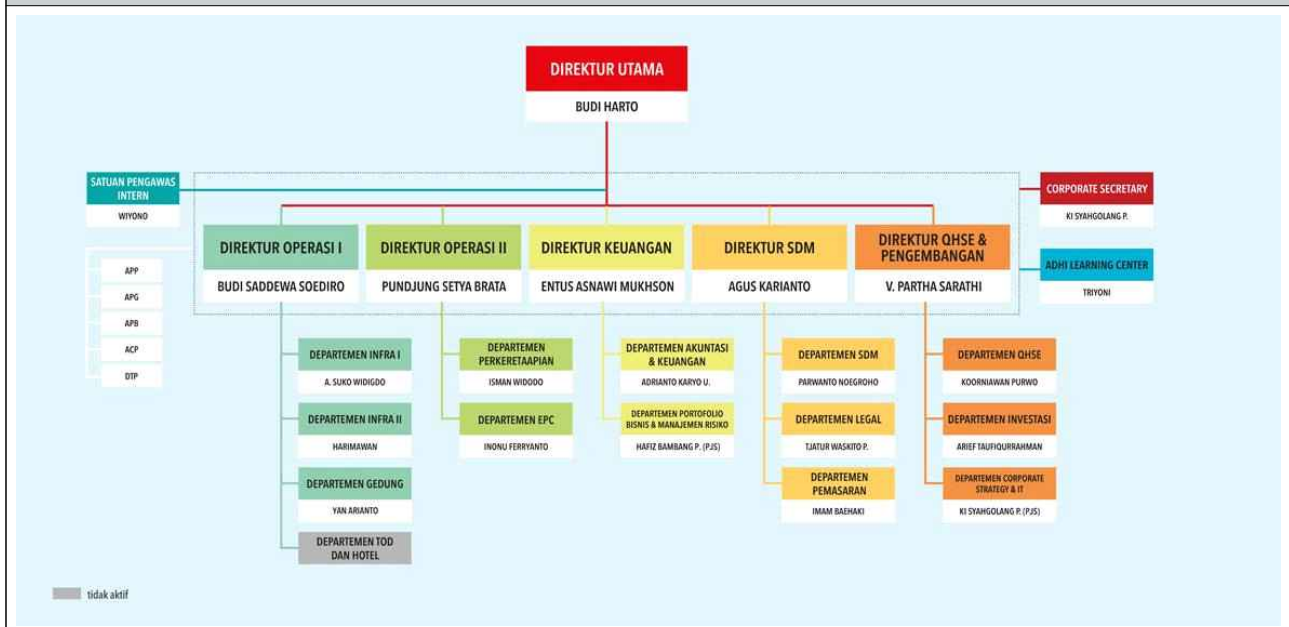 DIREKTUR UTAMA
BUDI HARTO
SATUAN PENGAWAS
INTERN
WIYONO
CORPORATE SECRETARY
KI SYAHGOLANG P.
ADHI LEARNING CENTER
TRIYONI
APP
APG
APB
ACP
DTP
DIREKTUR OPERASI I
BUDI SADDEWA SOEDIRO
DIREKTUR OPERASI II
PUNDJUNG SETYA BRATA
DIREKTUR KEUANGAN
ENTUS ASNAWI MUKHSON
DIREKTUR SDM
AGUS KARIANTO
DIREKTUR QHSE &
PENGEMBANGAN
V. PARTHA SARATHI
DEPARTEMEN INFRA I
A. SUKO WIDIGDO
DEPARTEMEN INFRA II
HARIMAWAN
DEPARTEMEN GEDUNG
YAN ARIANTO
DEPARTEMEN TOD
DAN HOTEL
DEPARTEMEN
PERKERETAAPIAN
ISMAN WIDODO
DEPARTEMEN EPC
INONU FERRYANTO
DEPARTEMEN AKUNTASI
& KEUANGAN
ADRIANTO KARYO U.
DEPARTEMEN PORTOFOLIO
BISNIS & MANAJEMEN RISIKO
HAFIZ BAMBANG P. (PJS)
DEPARTEMEN SDM
PARWANTO NOEGROHO
DEPARTEMEN LEGAL
TJATUR WASKITO P.
DEPARTEMEN
PEMASARAN
IMAM BAEHAKI
DEPARTEMEN QHSE
KOORNIAWAN PURWO
DEPARTEMEN INVESTASI
ARIEF TAUFIQURRAHMAN
DEPARTEMEN CORPORATE
STRATEGY & IT
KI SYAHGOLANG P. (PJS)
tidak aktif